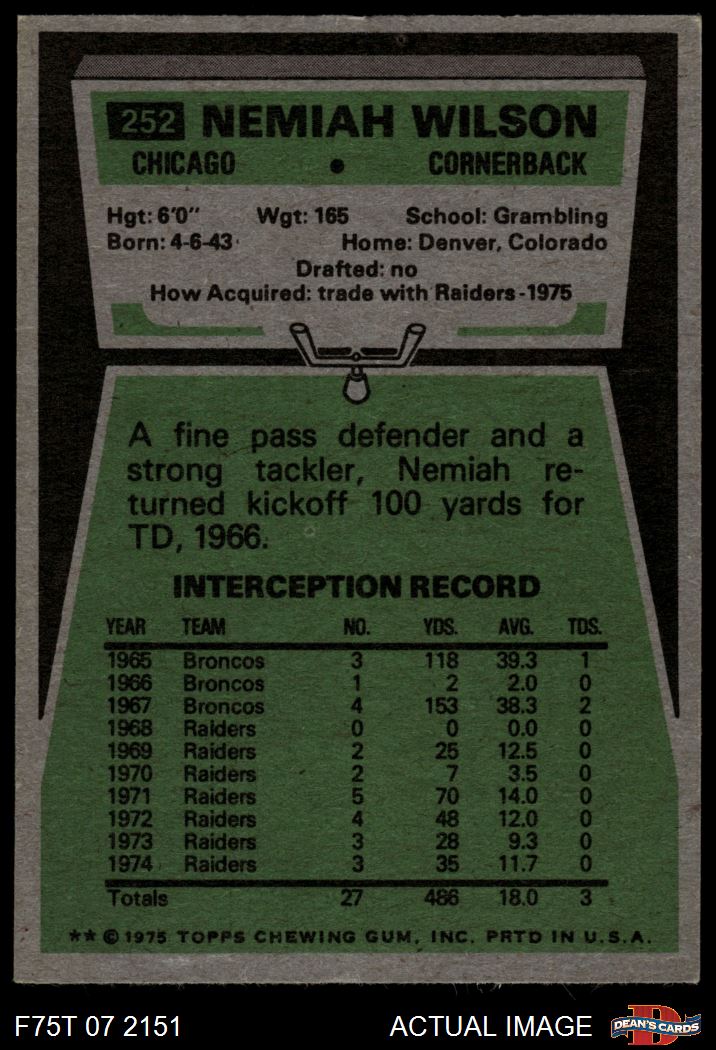 252 NEMIAH WILSON
CHICAGO • CORNERBACK
Hgt: 6'0" Wgt: 165 School: Grambling
Born: 4-6-43 Home: Denver, Colorado
Drafted: no
How Acquired: trade with Raiders-1975
A fine pass defender and a
strong tackler, Nemiah re-
turned kickoff 100 yards for
TD, 1966.
INTERCEPTION RECORD
YEAR TEAM NO. YDS. AVG. TDS.
1965 Broncos 3 118 39.3 1
1966 Broncos 1 2 2.0 0
1967 Broncos 4 153 38.3 2
1968 Raiders 0 0 0.0 0
1969 Raiders 2 25 12.5 0
1970 Raiders 2 7 3.5 0
1971 Raiders 5 70 14.0 0
1972 Raiders 4 48 12.0 0
1973 Raiders 3 28 9.3 0
1974 Raiders 3 35 11.7 0
Totals 27 486 18.0 3
** © 1975 TOPPS CHEWING GUM, INC. PRTD IN U.S.A.
F75T 07 2151 ACTUAL IMAGE D DEAN'S CARDS